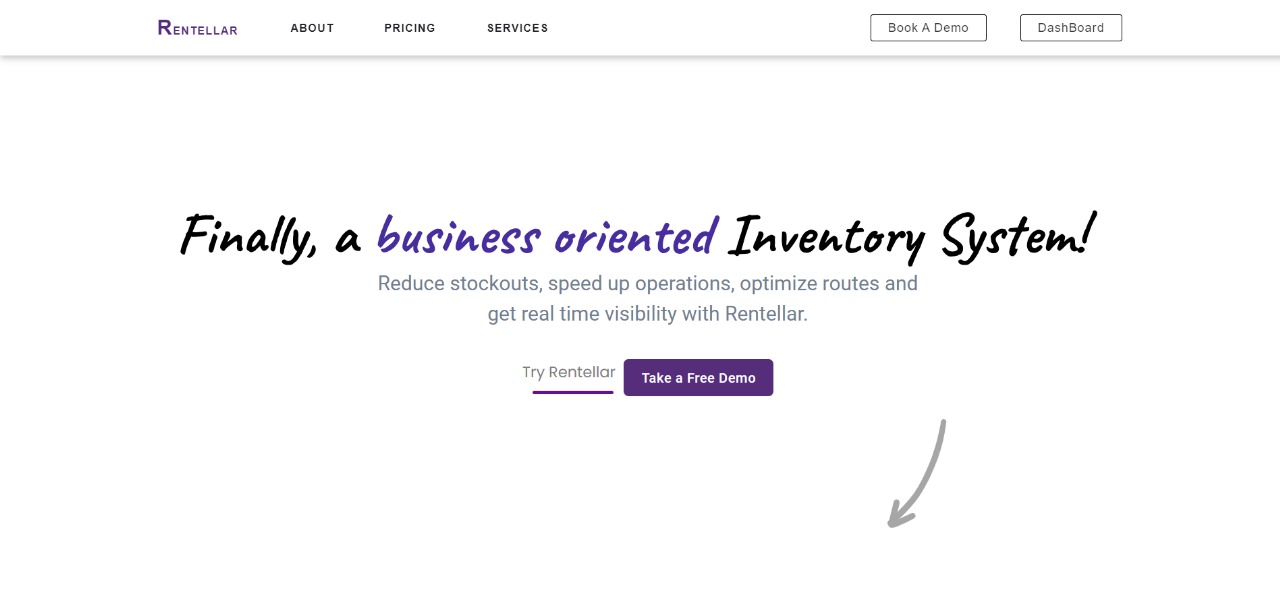 RENTELLAR
ABOUT
PRICING
SERVICES
Book A Demo
DashBoard
Finally, a business oriented Inventory System!
Reduce stockouts, speed up operations, optimize routes and
get real time visibility with Rentellar.
Try Rentellar
Take a Free Demo